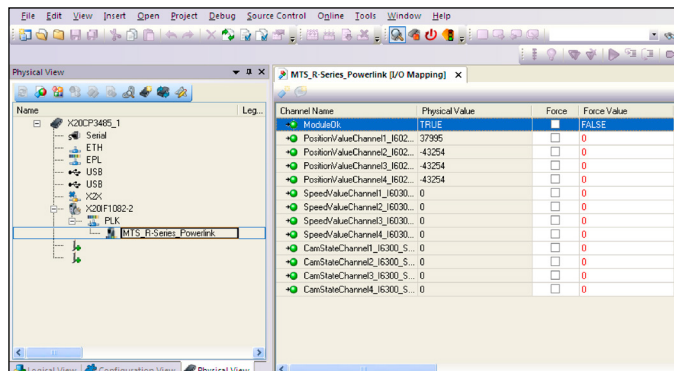 File Edit View Insert Open Project Debug Source Control Online Tools Window Help
Physical View
MTS_R-Series_Powerlink [I/O Mapping]
Name Leg...
X20CP3485_1
Serial
ETH
EPL
USB
USB
X2X
X20IF1082-2
PLK
MTS_R-Series_Powerlink
Channel Name Physical Value Force Force Value
ModuleOk TRUE FALSE
PositionValueChannel1_I602... 37995 0
PositionValueChannel2_I602... -43254 0
PositionValueChannel3_I602... -43254 0
PositionValueChannel4_I602... -43254 0
SpeedValueChannel1_I6030... 0 0
SpeedValueChannel2_I6030... 0 0
SpeedValueChannel3_I6030... 0 0
SpeedValueChannel4_I6030... 0 0
CamStateChannel1_I6300_S... 0 0
CamStateChannel2_I6300_S... 0 0
CamStateChannel3_I6300_S... 0 0
CamStateChannel4_I6300_S... 0 0
Logical View Configuration View Physical View